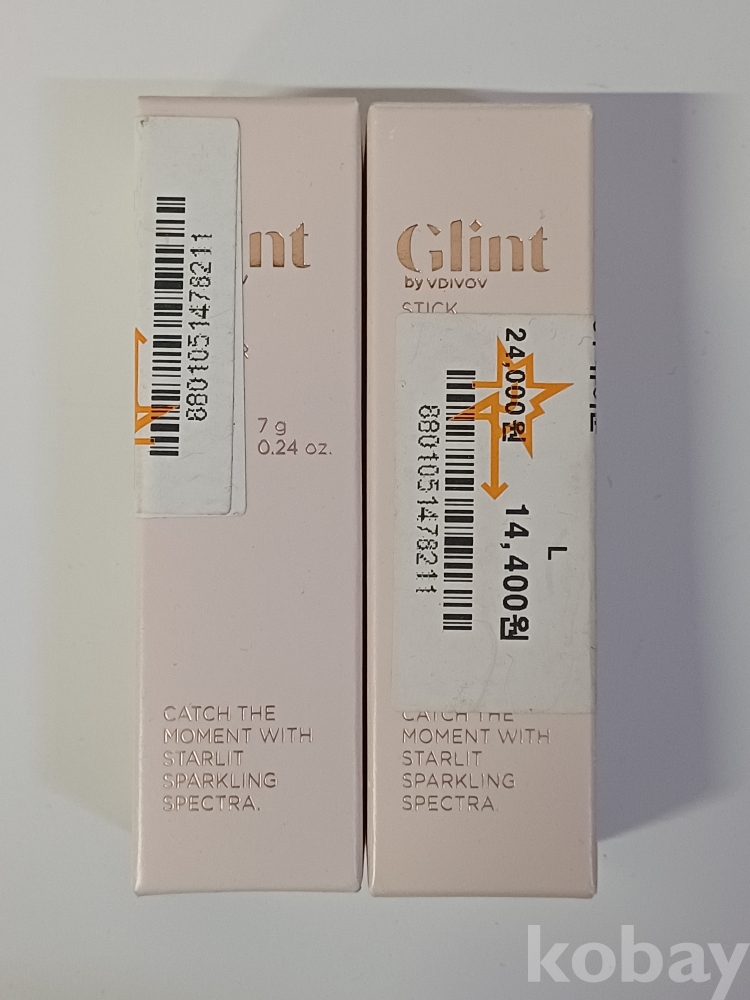 8801051478211
nt
R
7 g
0.24 oz.
CATCH THE
MOMENT WITH
STARLIT
SPARKLING
SPECTRA.
Glint
by VDIVOV
STICK
24,000원
L
14,400원
8801051478211
CATCH THE
MOMENT WITH
STARLIT
SPARKLING
SPECTRA.
kobay